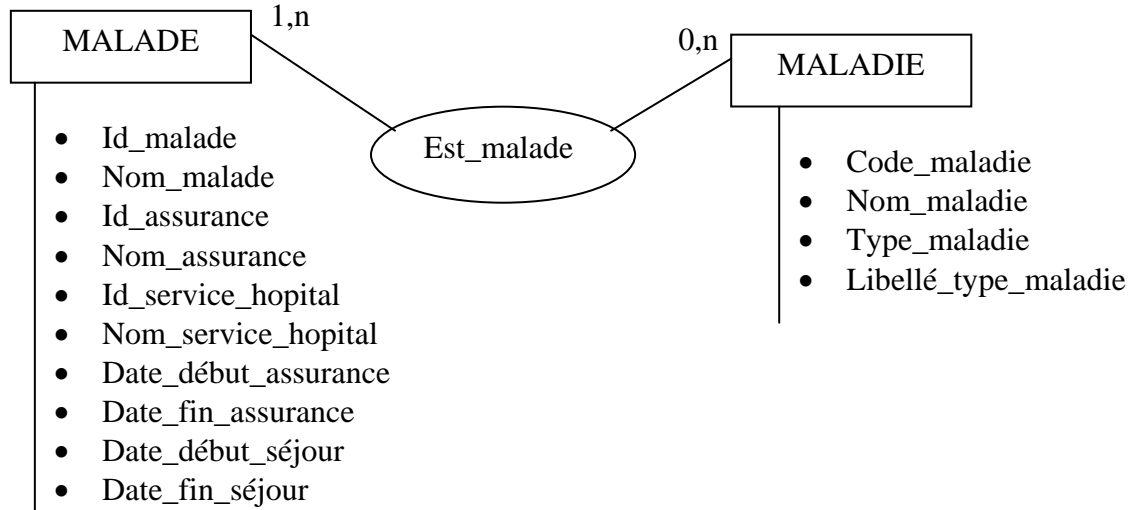 MALADE
1,n
0,n
MALADIE
Est_malade
• Id_malade
• Nom_malade
• Id_assurance
• Nom_assurance
• Id_service_hopital
• Nom_service_hopital
• Date_début_assurance
• Date_fin_assurance
• Date_début_séjour
• Date_fin_séjour
• Code_maladie
• Nom_maladie
• Type_maladie
• Libellé_type_maladie